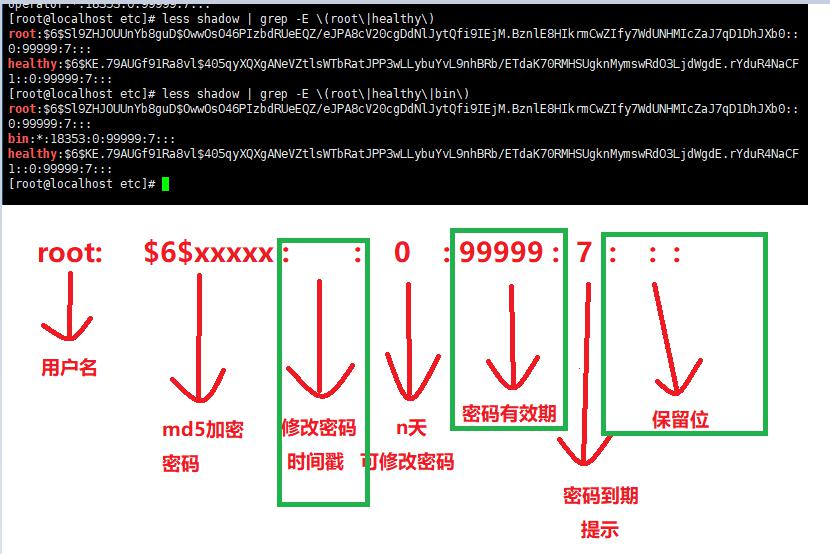 operator:*:18353:0:99999:7:::
[root@localhost etc]# less shadow | grep -E \(root\|healthy\)
root:$6$Sl9ZHJOUUnYb8guD$OwwOsO46PIzbdRUeEQZ/eJPA8cV20cgDdNlJytQfi9IEjM.BznlE8HIkrmCwZIfy7WdUNHMIcZaJ7qD1DhJXb0::
0:99999:7:::
healthy:$6$KE.79AUGf91Ra8vl$405qyXQXgANeVZtlsWTbRatJPP3wLLybuYvL9nhBRb/ETdaK70RMHSUgknMymswRdO3LjdWgdE.rYduR4NaCF
1::0:99999:7:::
[root@localhost etc]# less shadow | grep -E \(root\|healthy\|bin\)
root:$6$Sl9ZHJOUUnYb8guD$OwwOsO46PIzbdRUeEQZ/eJPA8cV20cgDdNlJytQfi9IEjM.BznlE8HIkrmCwZIfy7WdUNHMIcZaJ7qD1DhJXb0::
0:99999:7:::
bin:*:18353:0:99999:7:::
healthy:$6$KE.79AUGf91Ra8vl$405qyXQXgANeVZtlsWTbRatJPP3wLLybuYvL9nhBRb/ETdaK70RMHSUgknMymswRdO3LjdWgdE.rYduR4NaCF
1::0:99999:7:::
[root@localhost etc]#
root: $6$xxxxx: : 0 : 99999 : 7 : : :
用户名
md5加密
密码
修改密码
时间戳
n天
可修改密码
密码有效期
密码到期
提示
保留位